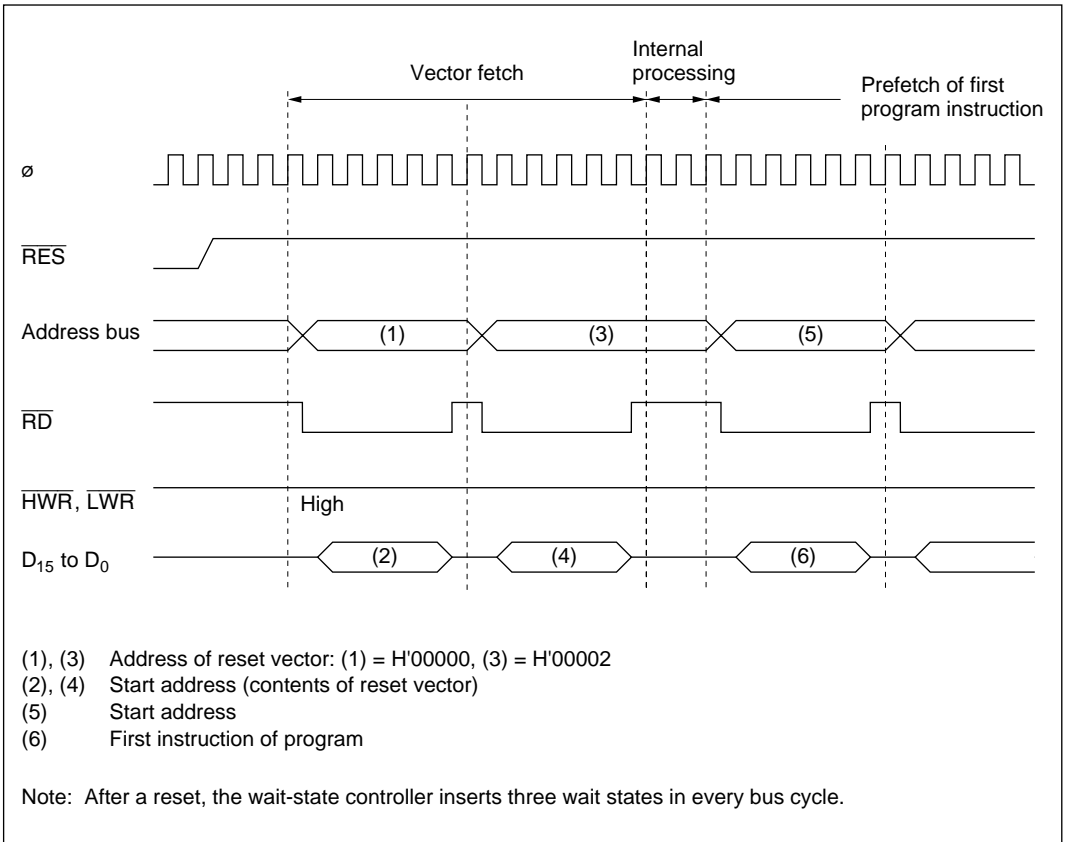 Internal
processing
Vector fetch
Prefetch of first
program instruction
ø
RES
Address bus
(1)
(3)
(5)
RD
HWR, LWR
High
D15 to D0
(2)
(4)
(6)
(1), (3) Address of reset vector: (1) = H'00000, (3) = H'00002
(2), (4) Start address (contents of reset vector)
(5) Start address
(6) First instruction of program
Note: After a reset, the wait-state controller inserts three wait states in every bus cycle.